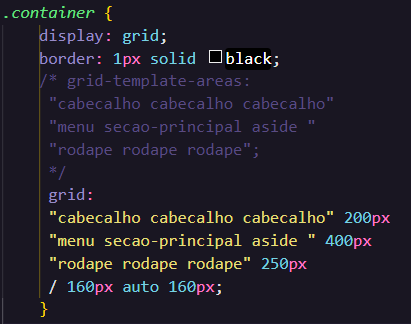 .container {
display: grid;
border: 1px solid black;
/* grid-template-areas:
"cabecalho cabecalho cabecalho"
"menu secao-principal aside "
"rodape rodape rodape";
*/
grid:
"cabecalho cabecalho cabecalho" 200px
"menu secao-principal aside " 400px
"rodape rodape rodape" 250px
/ 160px auto 160px;
}